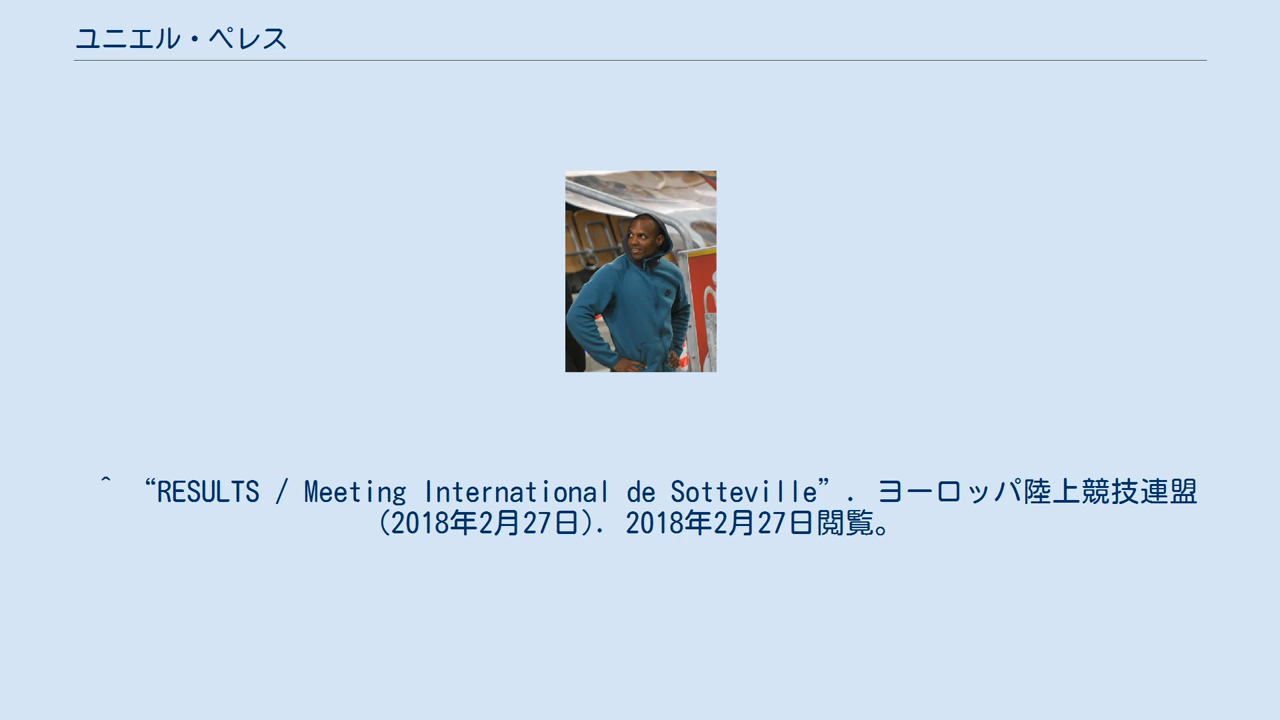 ユニエル・ペレス
^ “RESULTS / Meeting International de Sotteville”. ヨーロッパ陸上競技連盟
(2018年2月27日). 2018年2月27日閲覧。